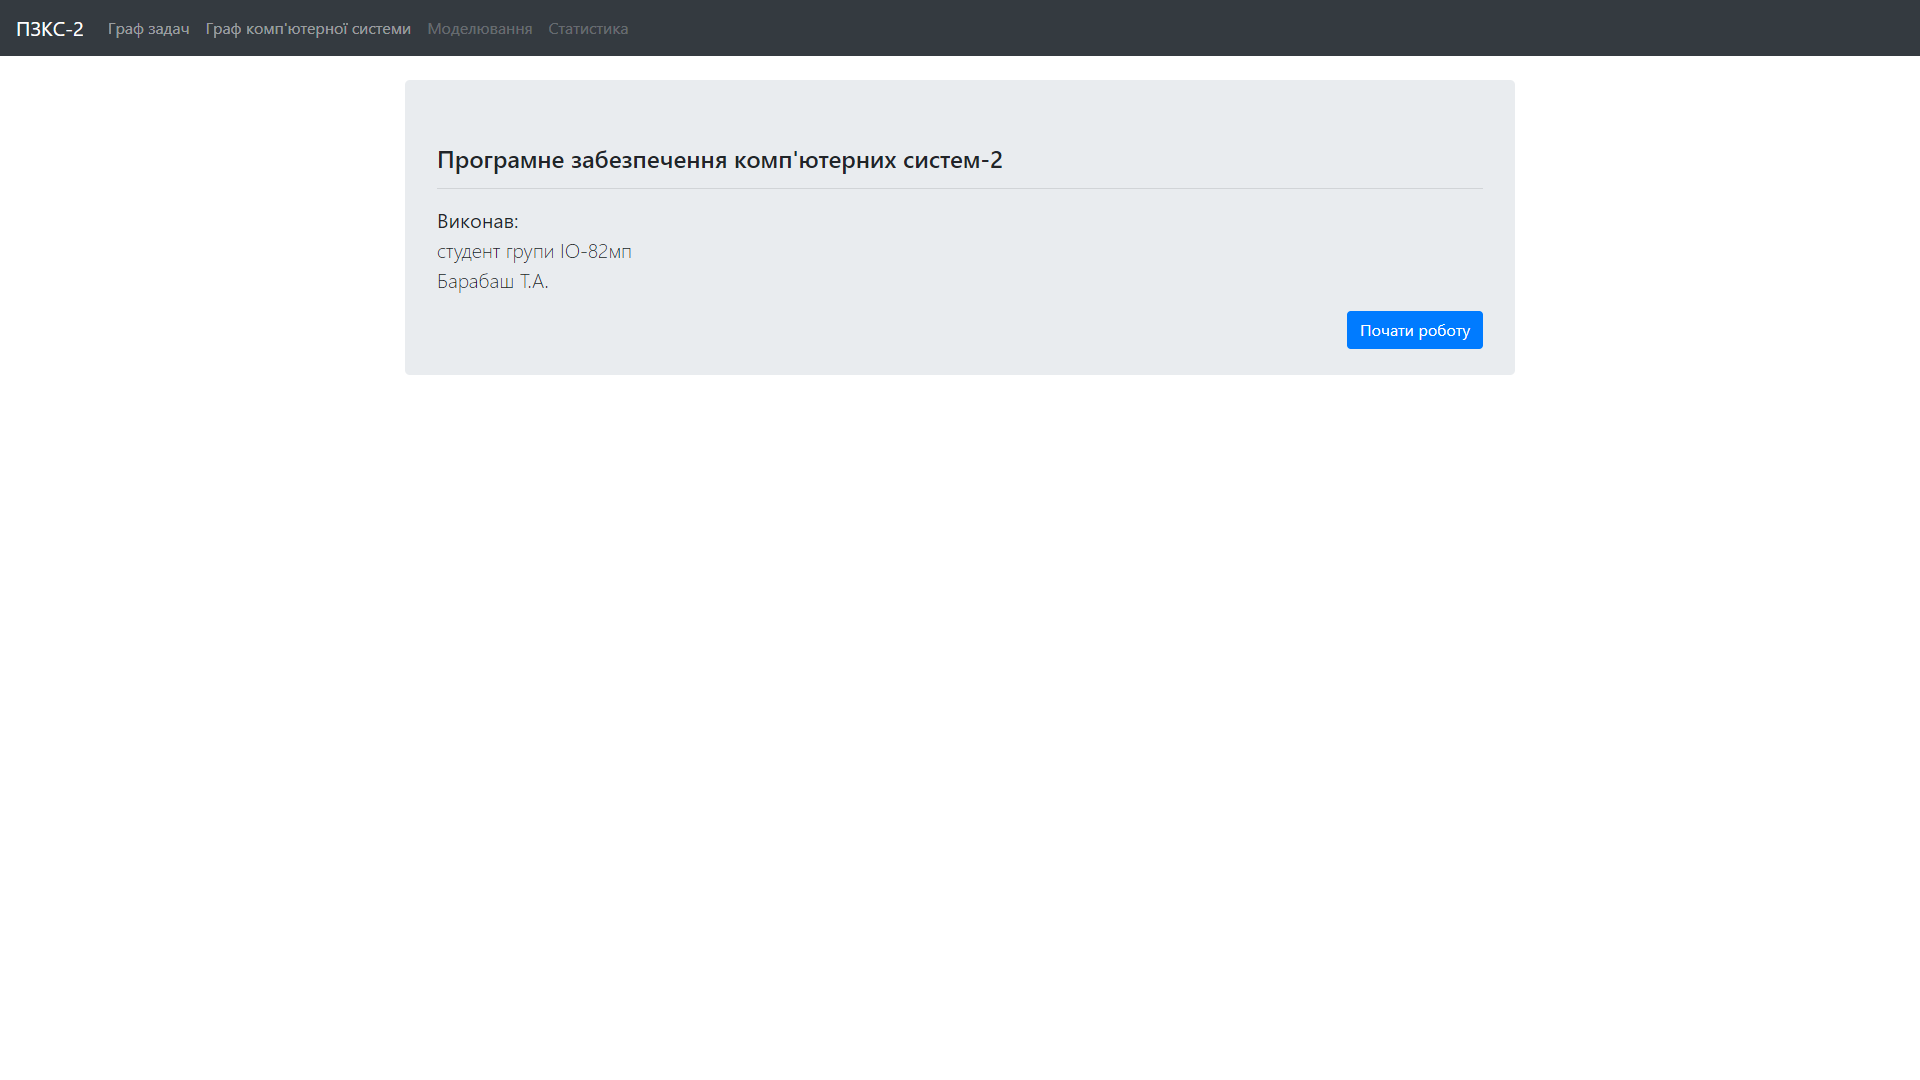 ПЗКС-2 Граф задач Граф комп'ютерної системи Моделювання Статистика
Програмне забезпечення комп'ютерних систем-2
Виконав:
студент групи ІО-82мп
Барабаш Т.А.
Почати роботу